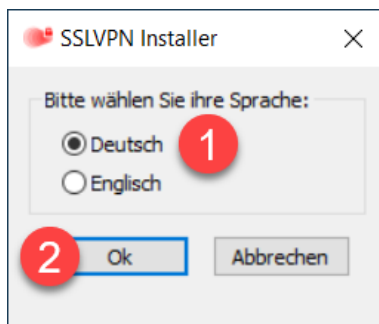 SSLVPN Installer
Bitte wählen Sie ihre Sprache:
Deutsch 1
Englisch
2 Ok Abbrechen